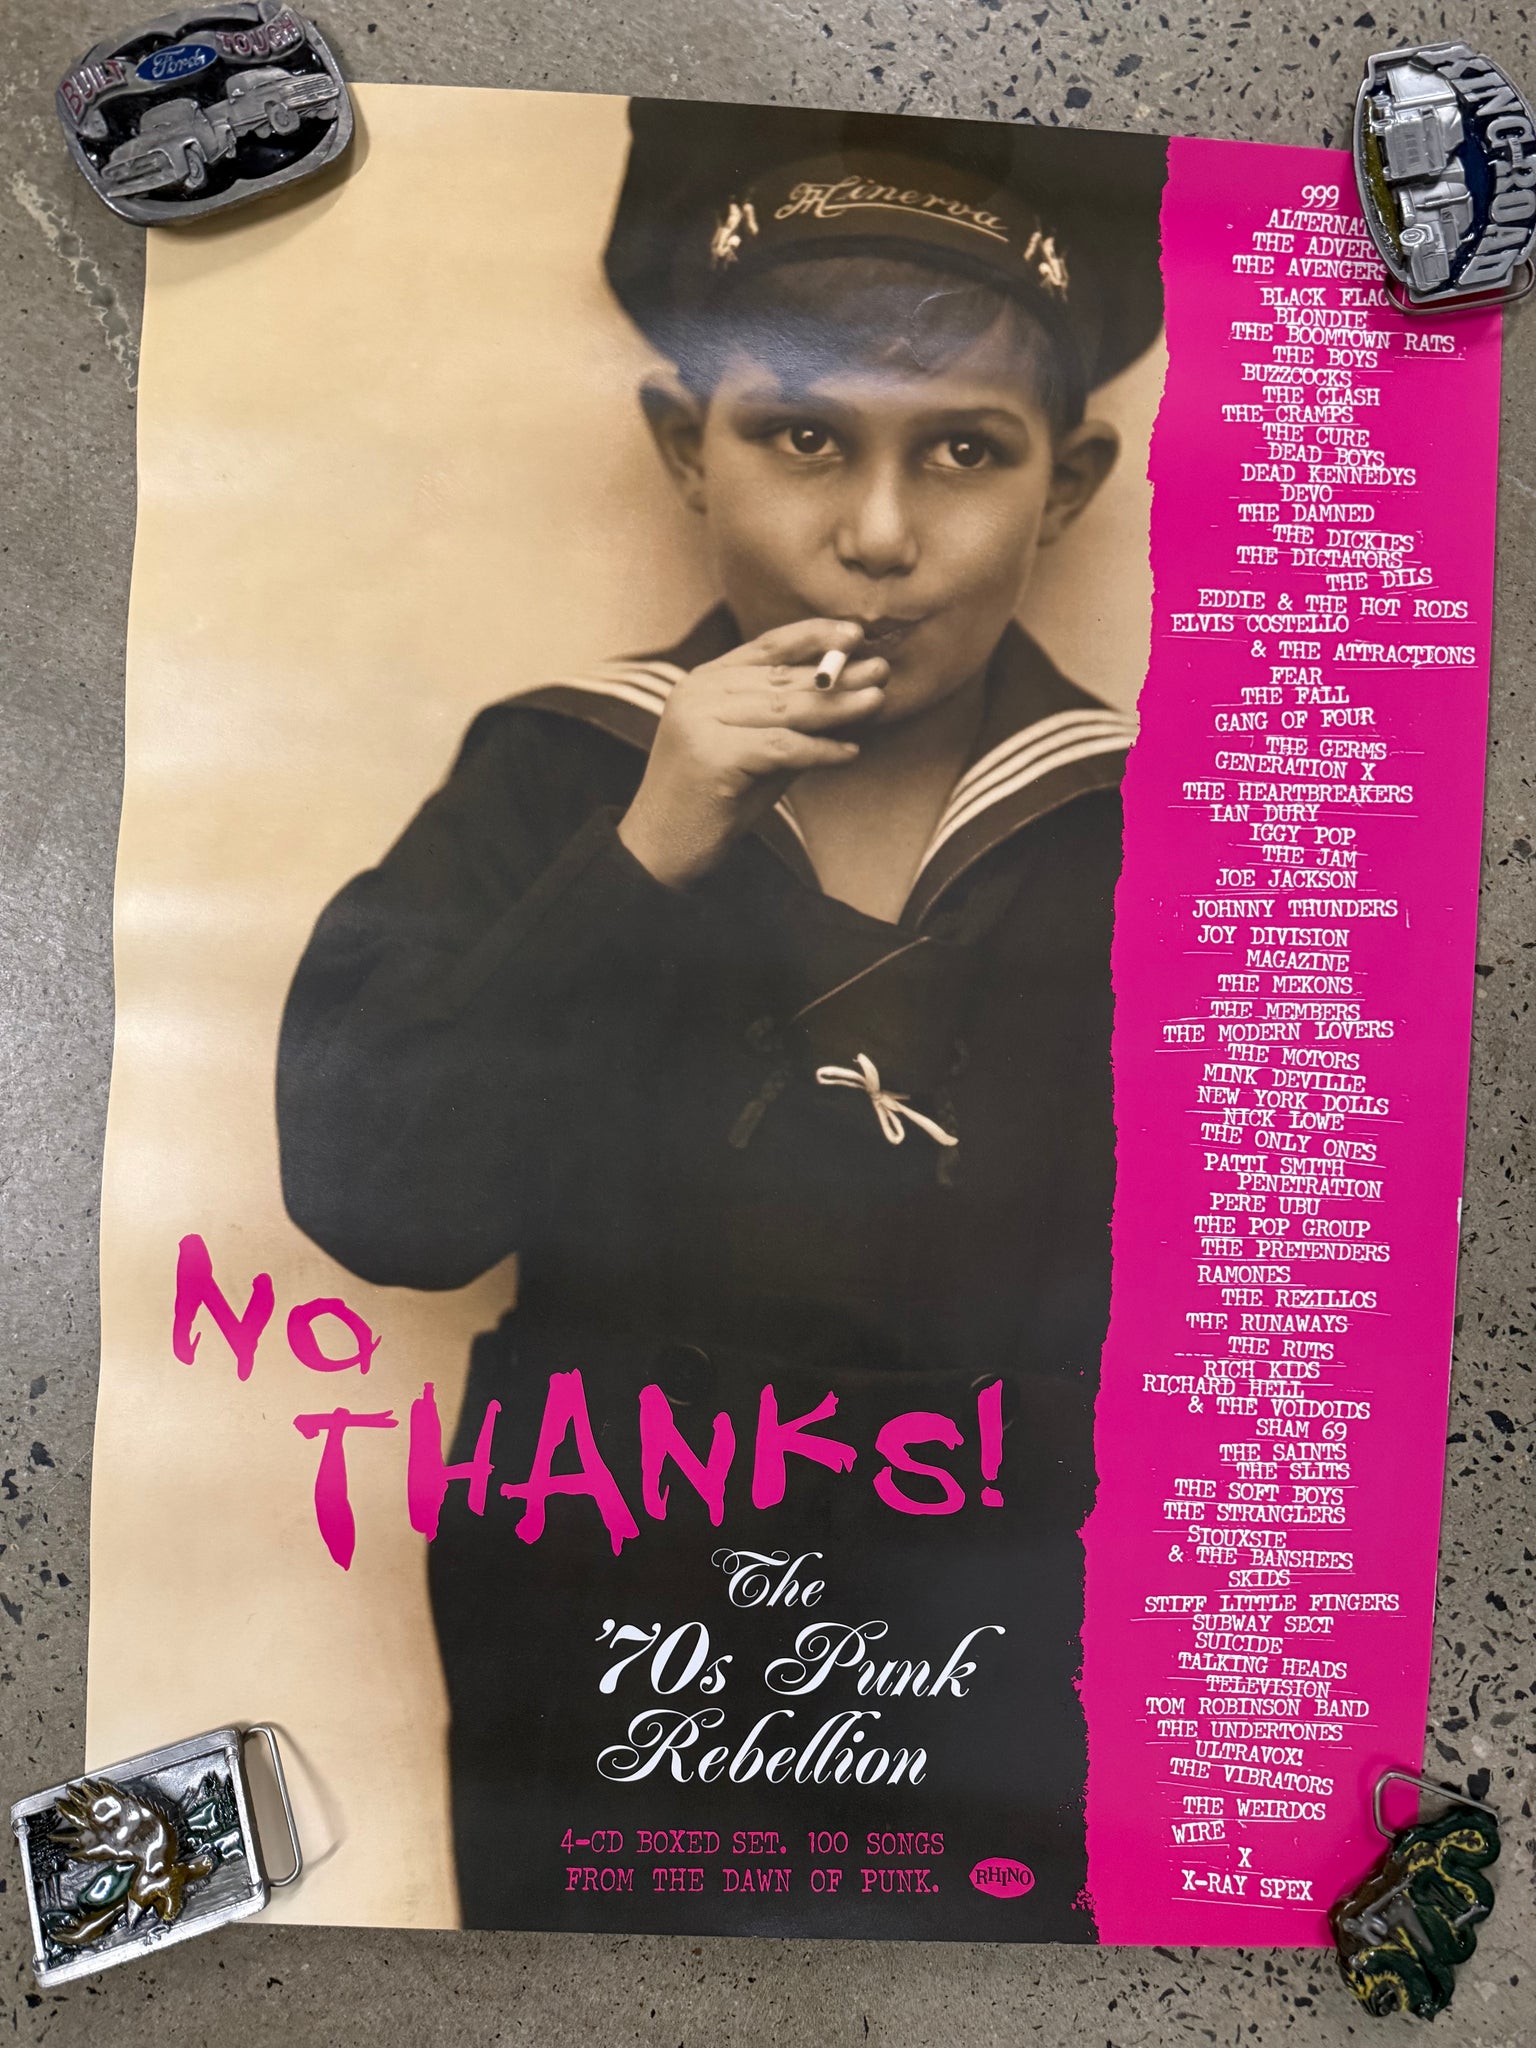 BUILT Ford TOUGH
Minerva
999
THE AVENGERS
BLACK FLAG
BLONDIE
THE BOOMTOWN RATS
THE BOYS
BUZZCOCKS
THE CLASH
THE CRAMPS
THE CURE
DEAD BOYS
DEAD KENNEDYS
DEVO
THE DAMNED
THE DICKIES
THE DICTATORS
THE DILS
EDDIE & THE HOT RODS
ELVIS COSTELLO
& THE ATTRACTIONS
FEAR
THE FALL
GANG OF FOUR
THE GERMS
GENERATION X
THE HEARTBREAKERS
IAN DURY
IGGY POP
THE JAM
JOE JACKSON
JOHNNY THUNDERS
JOY DIVISION
MAGAZINE
THE MEKONS
THE MEMBERS
THE MODERN LOVERS
THE MOTORS
MINK DEVILLE
NEW YORK DOLLS
NICK LOWE
THE ONLY ONES
PATTI SMITH
PENETRATION
PERE UBU
THE POP GROUP
THE PRETENDERS
RAMONES
THE REZILLOS
THE RUNAWAYS
THE RUTS
RICH KIDS
RICHARD HELL
& THE VOIDOIDS
SHAM 69
THE SAINTS
THE SLITS
THE SOFT BOYS
THE STRANGLERS
SIOUXSIE
& THE BANSHEES
SKIDS
STIFF LITTLE FINGERS
SUBWAY SECT
SUICIDE
TALKING HEADS
TELEVISION
TOM ROBINSON BAND
THE UNDERTONES
ULTRAVOX!
THE VIBRATORS
THE WEIRDOS
WIRE
X
X-RAY SPEX
NO
THANKS!
The
'70s Punk
Rebellion
4-CD BOXED SET. 100 SONGS
FROM THE DAWN OF PUNK.
RHINO